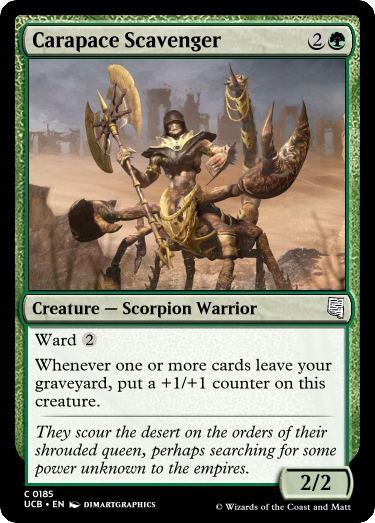 Carapace Scavenger 2
Creature — Scorpion Warrior
Ward 2
Whenever one or more cards leave your
graveyard, put a +1/+1 counter on this
creature.
They scour the desert on the orders of their
shrouded queen, perhaps searching for some
power unknown to the empires.
2/2
C 0185
UCB • EN DIMARTGRAPHICS © Wizards of the Coast and Matt